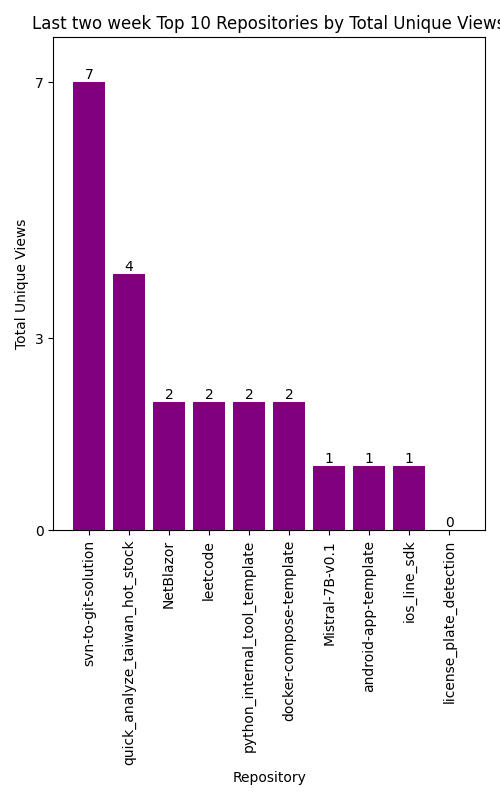 Last two week Top 10 Repositories by Total Unique Views
Total Unique Views
7
3
0
7
4
2
2
2
2
1
1
1
0
svn-to-git-solution
quick_analyze_taiwan_hot_stock
NetBlazor
leetcode
python_internal_tool_template
docker-compose-template
Mistral-7B-v0.1
android-app-template
ios_line_sdk
license_plate_detection
Repository